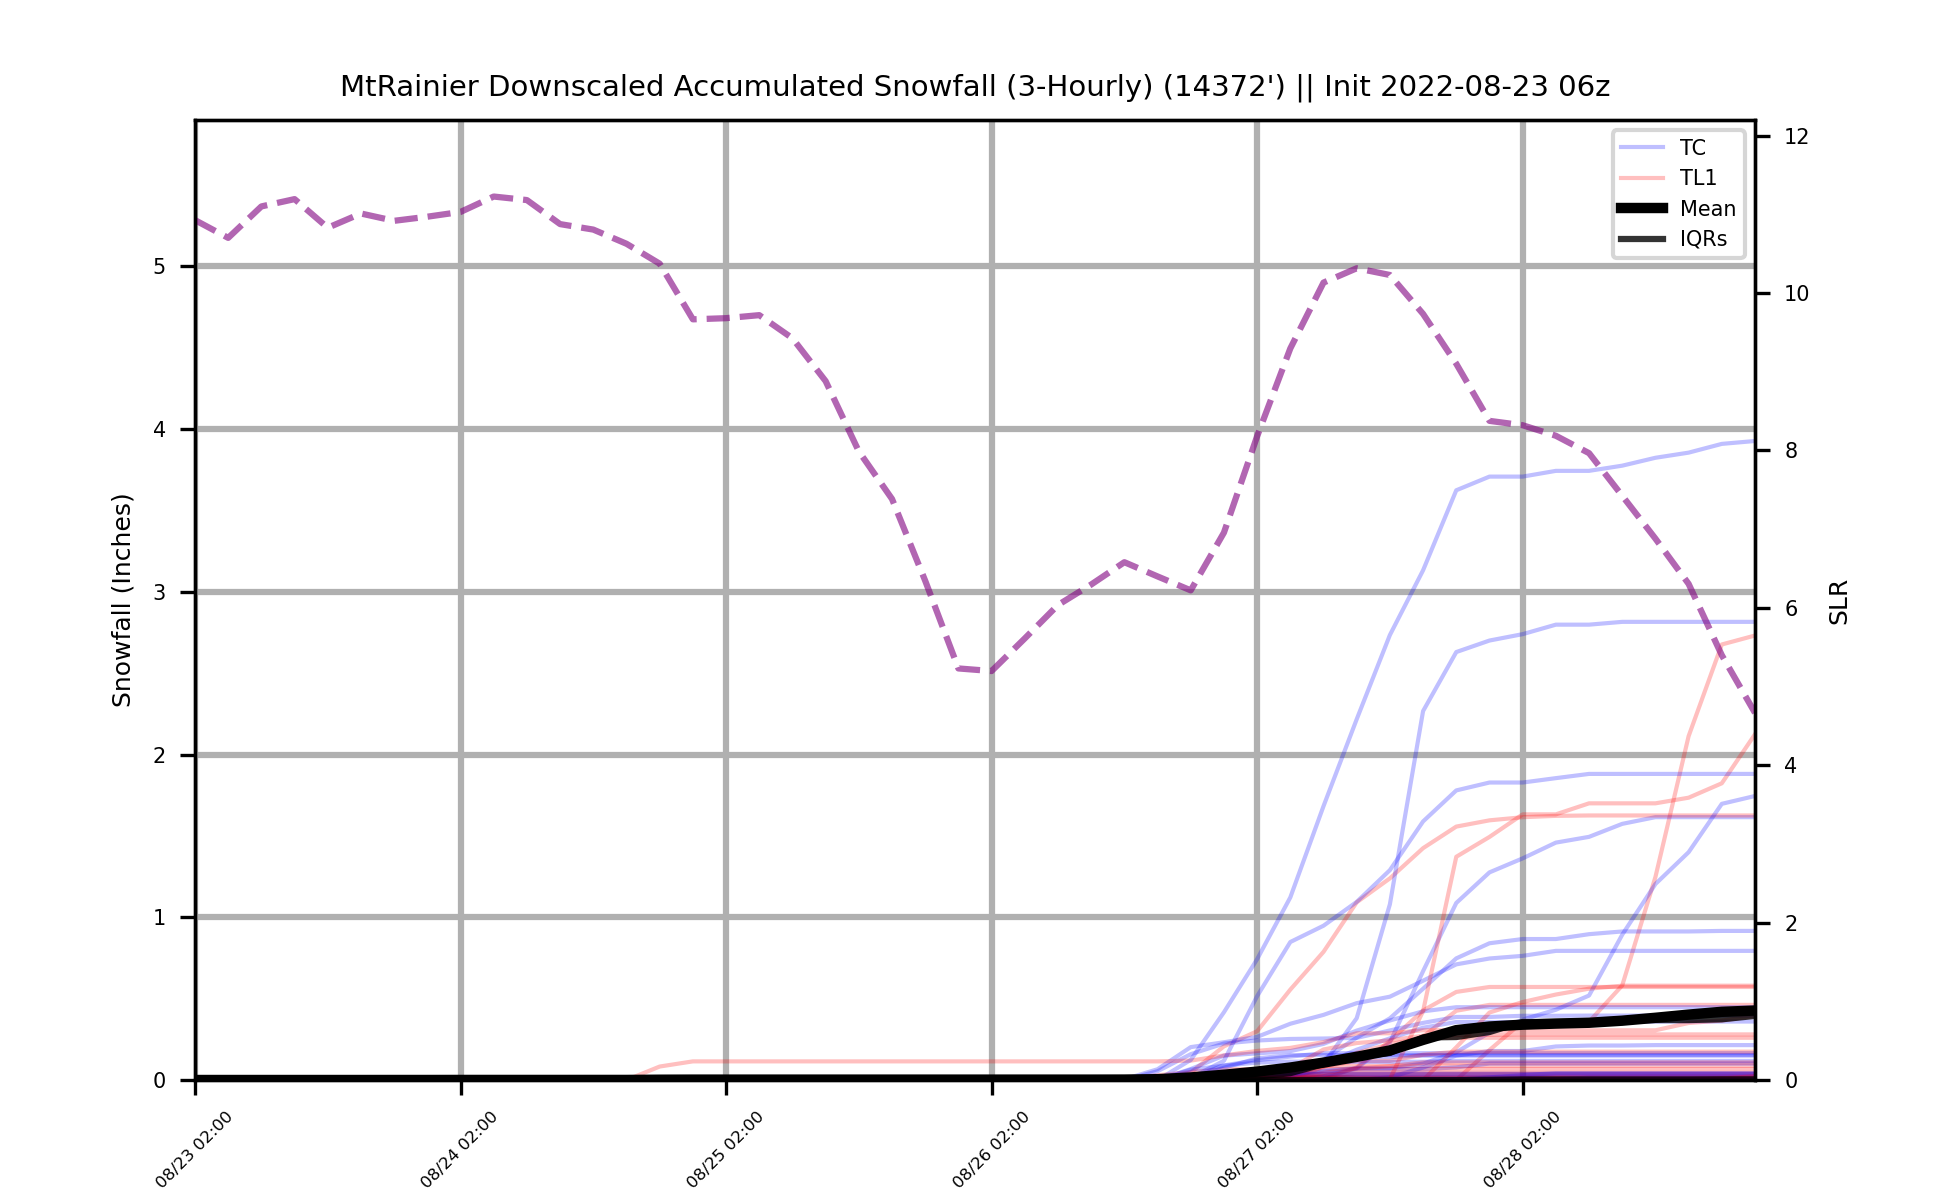 MtRainier Downscaled Accumulated Snowfall (3-Hourly) (14372') || Init 2022-08-23 06z
TC
TL1
Mean
IQRs
Snowfall (Inches)
5
4
3
2
1
0
SLR
12
10
8
6
4
2
0
08/23 02:00
08/24 02:00
08/25 02:00
08/26 02:00
08/27 02:00
08/28 02:00